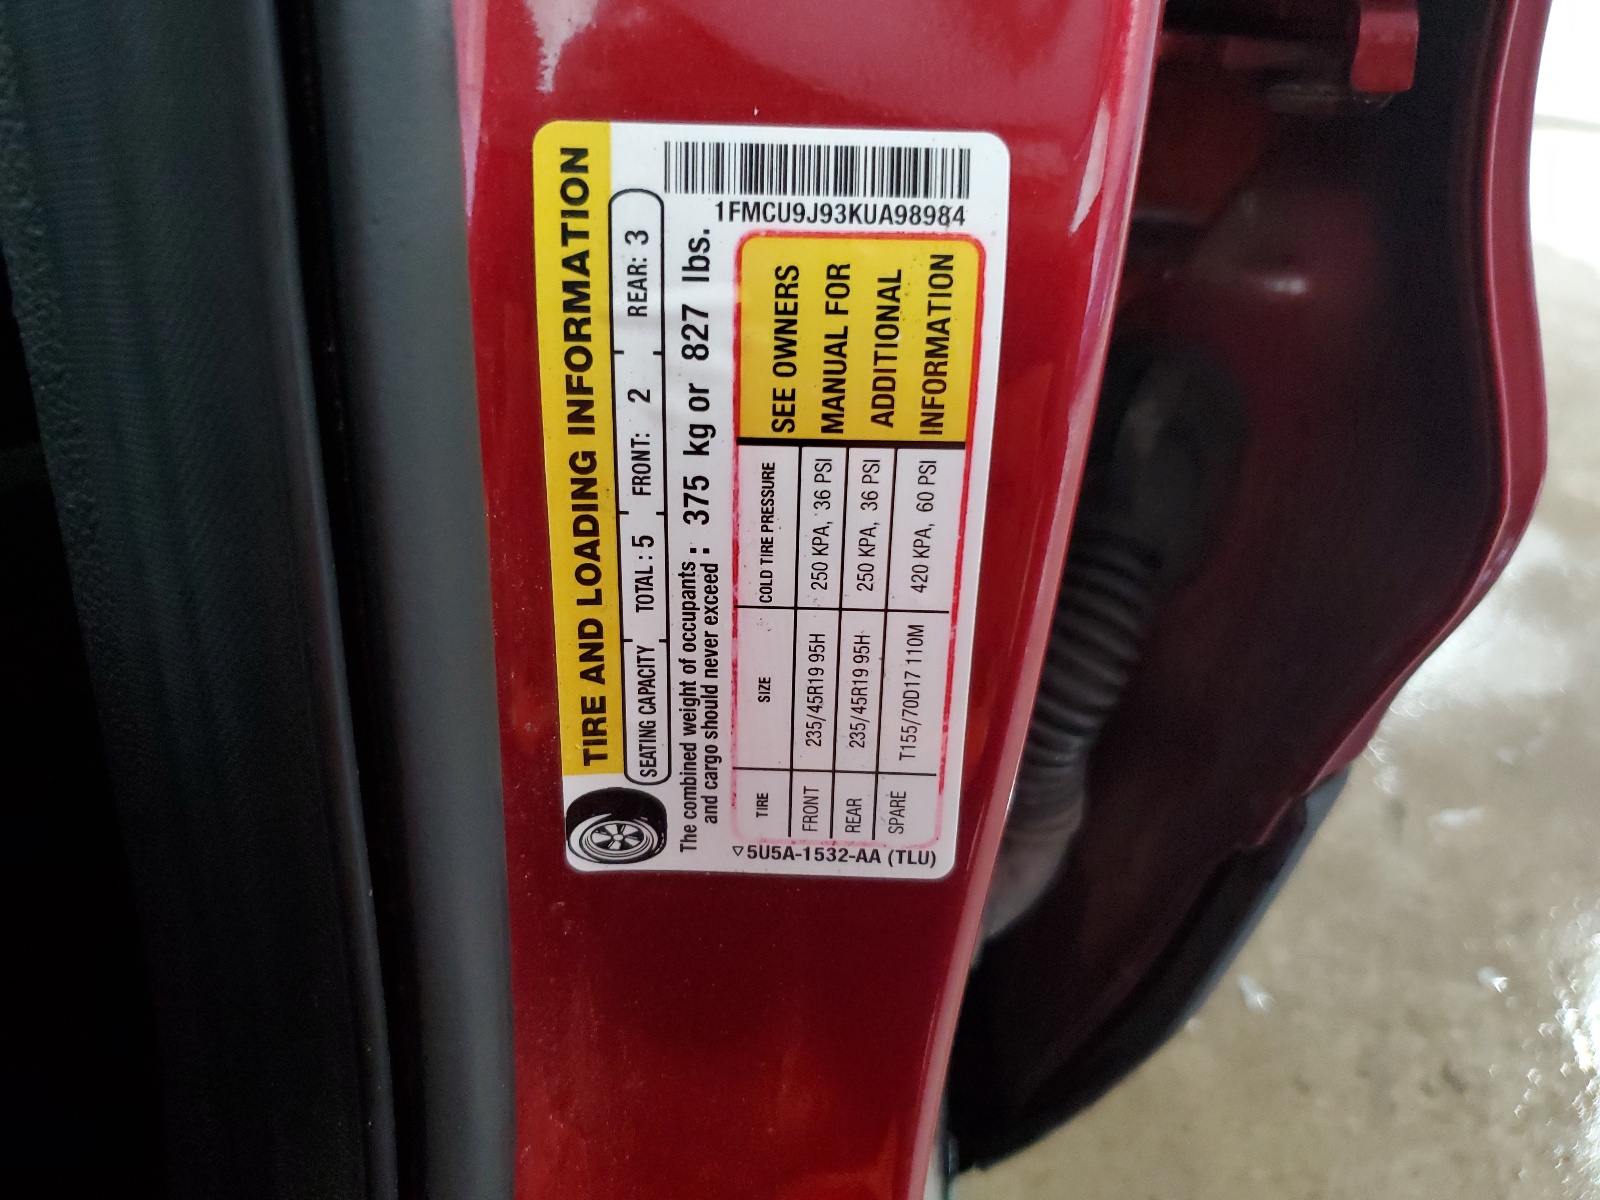 TIRE AND LOADING INFORMATION
SEATING CAPACITY TOTAL : 5 FRONT: 2 REAR: 3
The combined weight of occupants
and cargo should never exceed : 375 kg or 827 lbs.
TIRE SIZE COLD TIRE PRESSURE
FRONT 235/45R19 95H 250 KPA, 36 PSI
REAR 235/45R19 95H 250 KPA, 36 PSI
SPARE T155/70D17 110M 420 KPA, 60 PSI
SEE OWNERS
MANUAL FOR
ADDITIONAL
INFORMATION
5U5A-1532-AA (TLU)
1FMCU9J93KUA98984